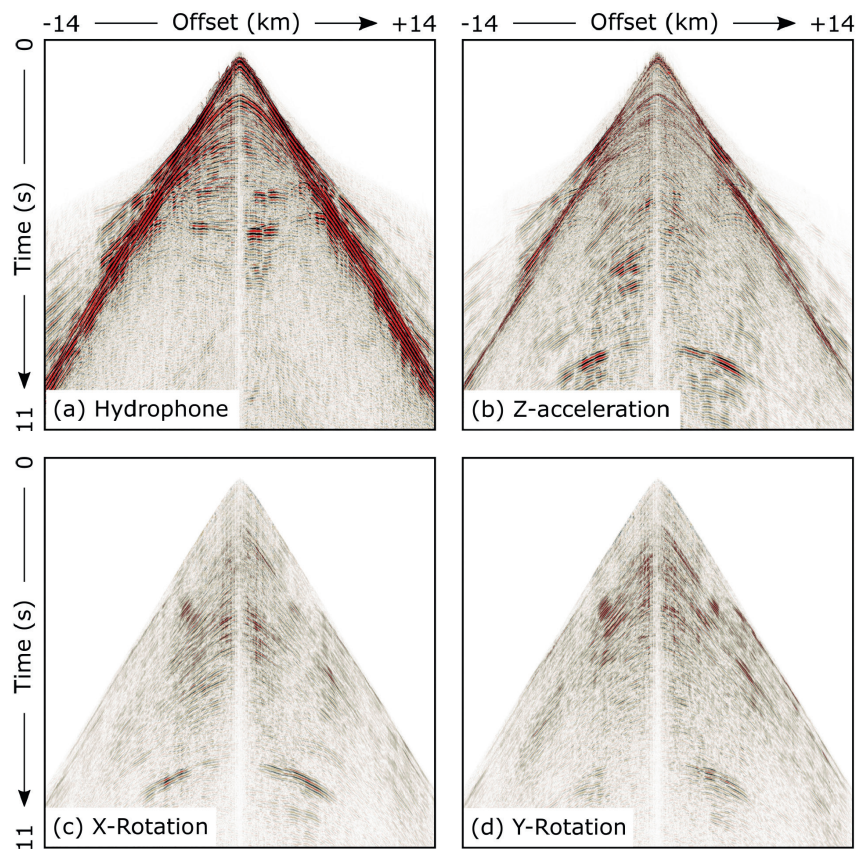 -14 Offset (km) +14
-14 Offset (km) +14
0
Time (s)
11
(a) Hydrophone
(b) Z-acceleration
0
Time (s)
11
(c) X-Rotation
(d) Y-Rotation